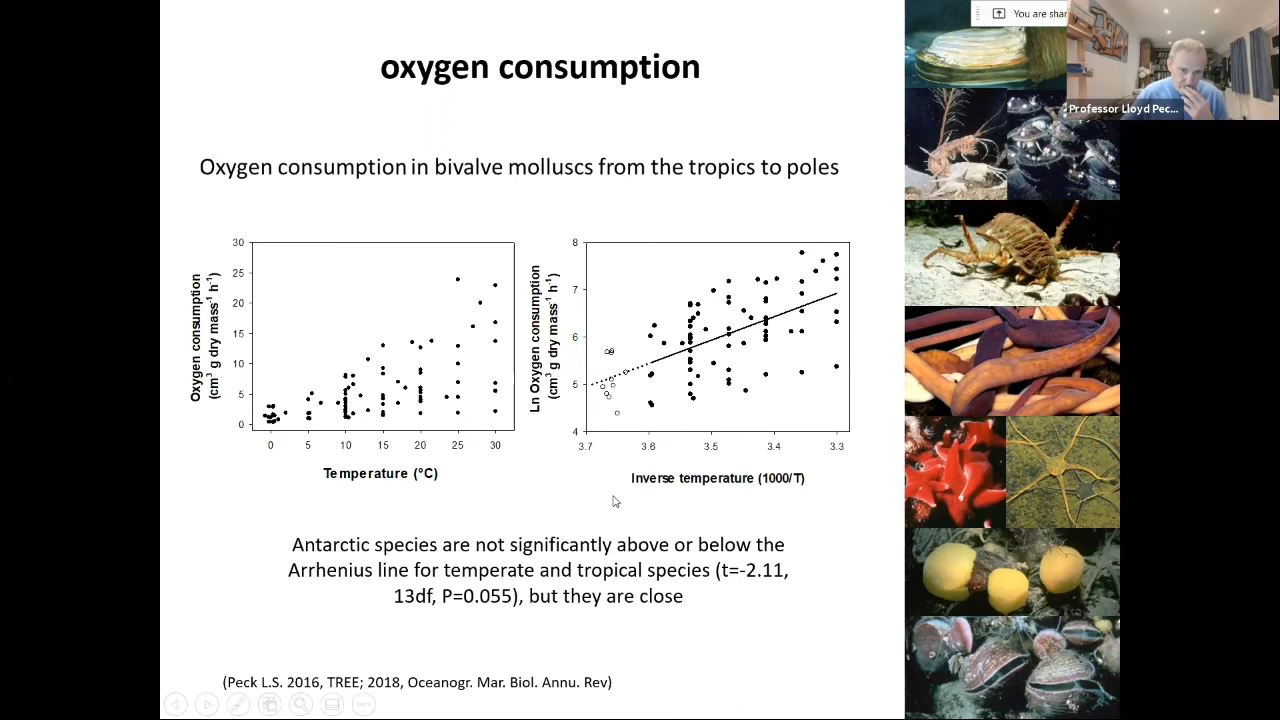 oxygen consumption
You are shar
Professor Lloyd Pec...
Oxygen consumption in bivalve molluscs from the tropics to poles
Oxygen consumption
(cm³ g dry mass⁻¹ h⁻¹)
30
25
20
15
10
5
0
0 5 10 15 20 25 30
Temperature (°C)
Ln Oxygen consumption
(cm³ g dry mass⁻¹ h⁻¹)
8
7
6
5
4
3.7 3.6 3.5 3.4 3.3
Inverse temperature (1000/T)
Antarctic species are not significantly above or below the
Arrhenius line for temperate and tropical species (t=-2.11,
13df, P=0.055), but they are close
(Peck L.S. 2016, TREE; 2018, Oceanogr. Mar. Biol. Annu. Rev)